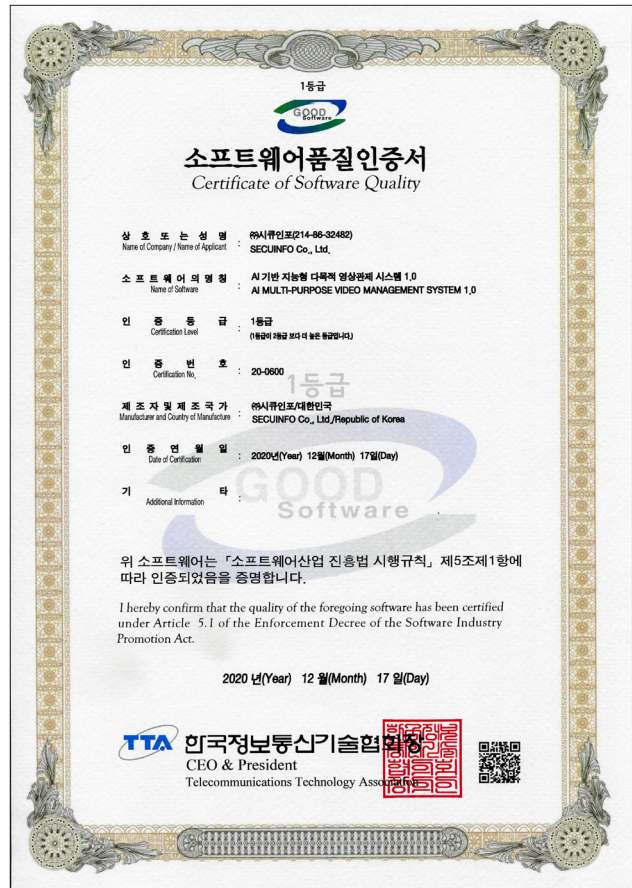 1등급
GOOD
Software
소프트웨어품질인증서
Certificate of Software Quality
상 호 또 는 성 명
Name of Company / Name of Applicant
:
㈜시큐인포(214-86-32482)
SECUINFO Co., Ltd.
소 프 트 웨 어 의 명 칭
Name of Software
:
AI 기반 지능형 다목적 영상관제 시스템 1.0
AI MULTI-PURPOSE VIDEO MANAGEMENT SYSTEM 1.0
인 증 등 급
Certification Level
:
1등급
(1등급이 2등급 보다 더 높은 등급입니다.)
인 증 번 호
Certification No.
:
20-0600
1등급
제 조 자 및 제 조 국 가
Manufacturer and Country of Manufacture
:
㈜시큐인포/대한민국
SECUINFO Co., Ltd./Republic of Korea
인 증 연 월 일
Date of Certification
:
2020년(Year) 12월(Month) 17일(Day)
기 타
Additional Information
:
GOOD
Software
위 소프트웨어는 「소프트웨어산업 진흥법 시행규칙」 제5조제1항에
따라 인증되었음을 증명합니다.
I hereby confirm that the quality of the foregoing software has been certified
under Article 5.1 of the Enforcement Decree of the Software Industry
Promotion Act.
2020 년(Year) 12 월(Month) 17 일(Day)
TTA 한국정보통신기술협회장
CEO & President
Telecommunications Technology Association